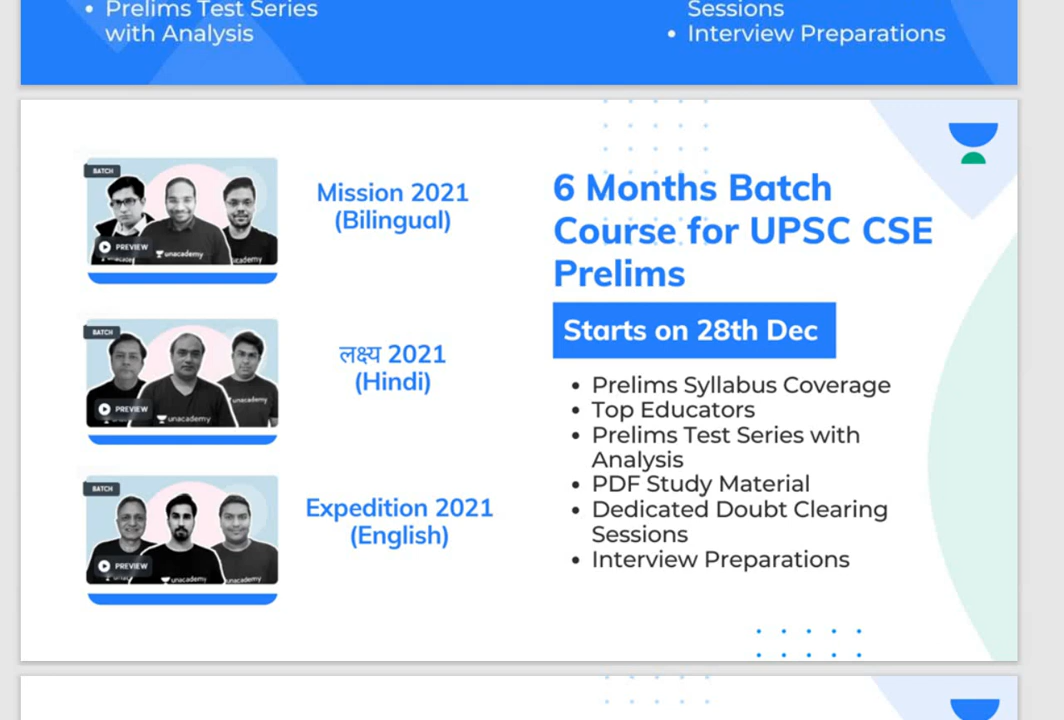 Prelims Test Series
with Analysis
Sessions
Interview Preparations
BATCH
PREVIEW
unacademy
Mission 2021
(Bilingual)
BATCH
PREVIEW
unacademy
unacademy
लक्ष्य 2021
(Hindi)
BATCH
PREVIEW
unacademy
Expedition 2021
(English)
6 Months Batch
Course for UPSC CSE
Prelims
Starts on 28th Dec
Prelims Syllabus Coverage
Top Educators
Prelims Test Series with
Analysis
PDF Study Material
Dedicated Doubt Clearing
Sessions
Interview Preparations